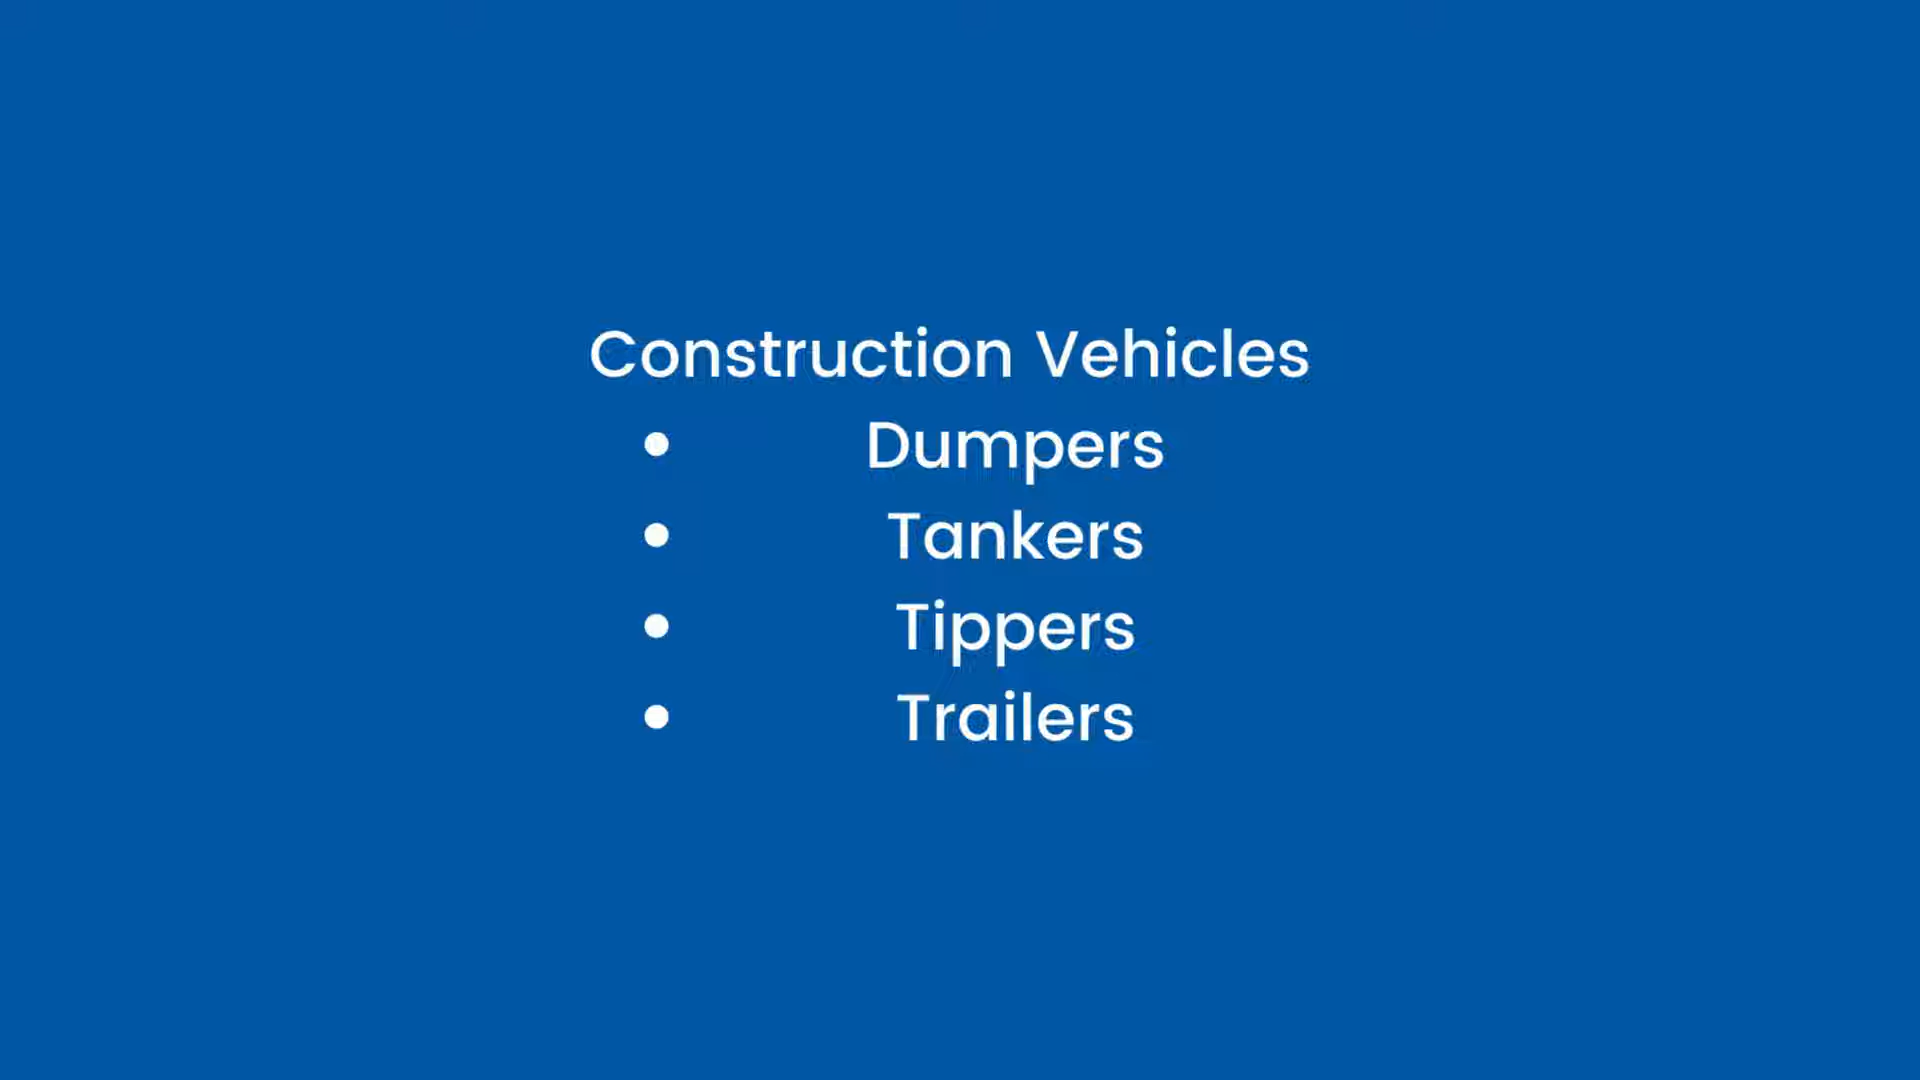 Construction Vehicles
• Dumpers
• Tankers
• Tippers
• Trailers